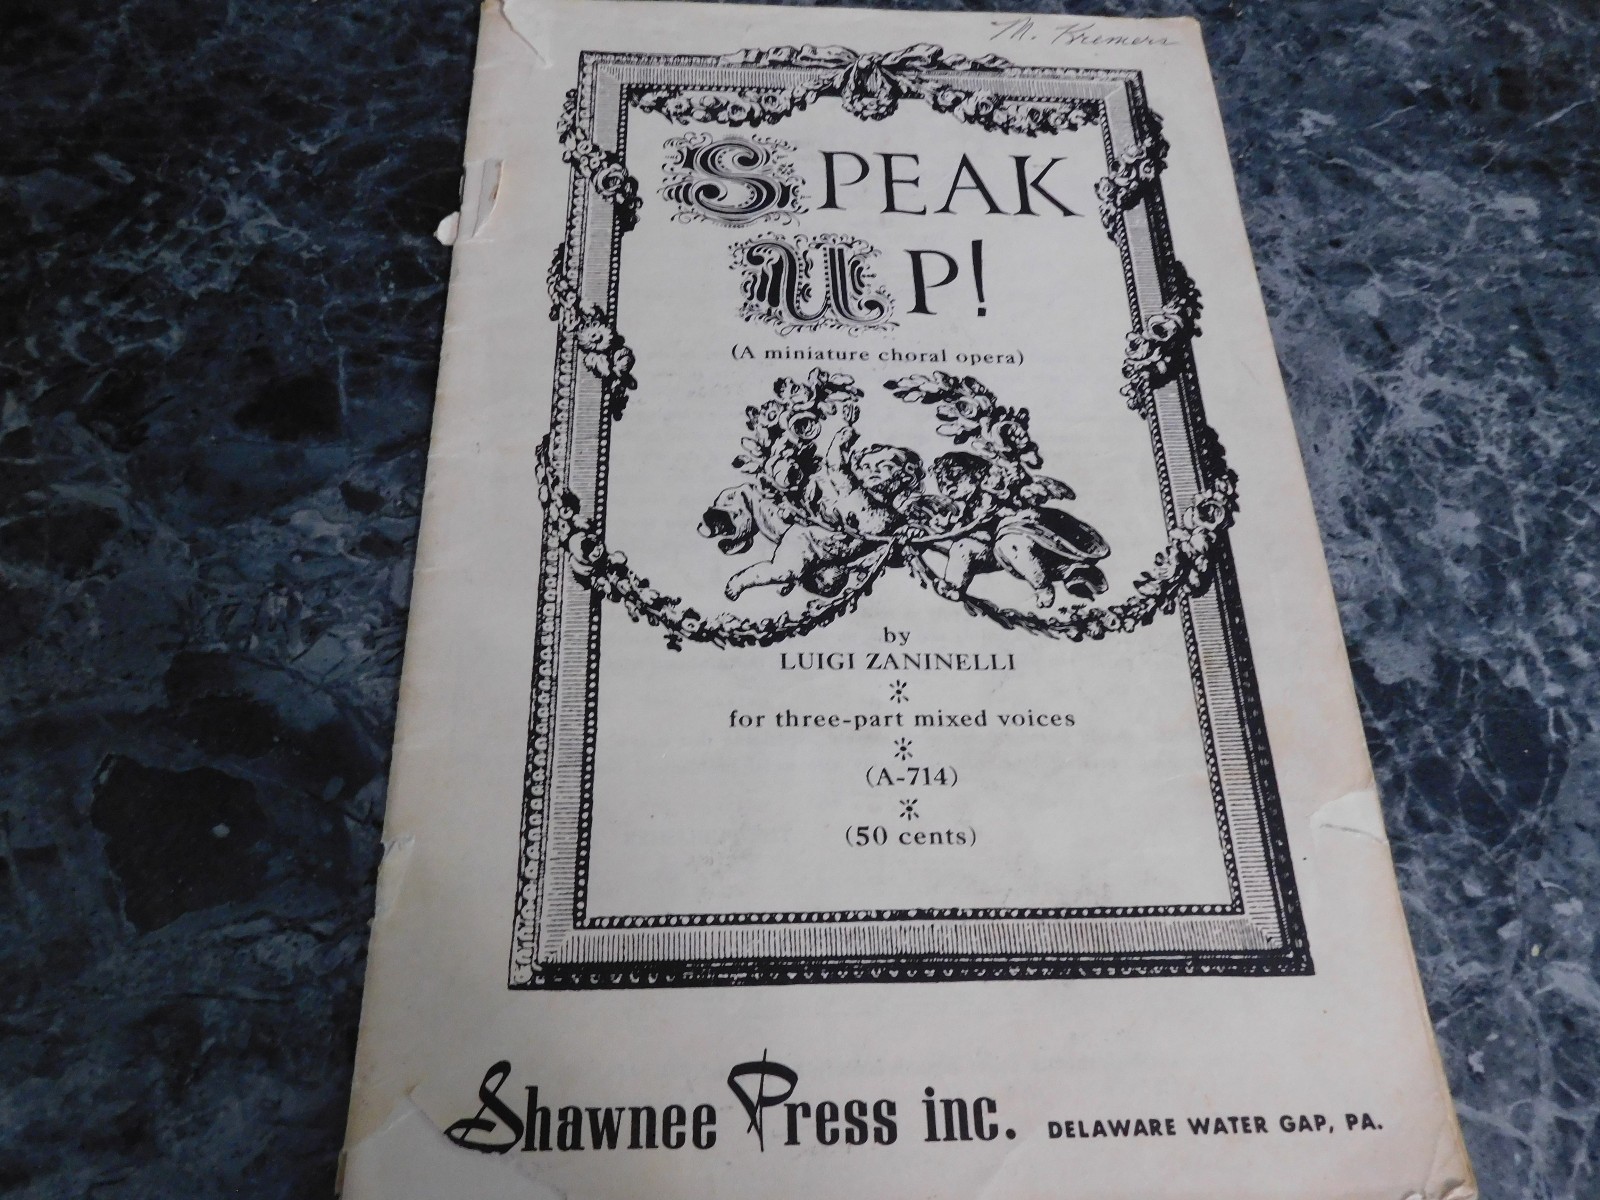 M. Kremers
SPEAK
UP!
(A miniature choral opera)
by
LUIGI ZANINELLI
for three-part mixed voices
(A-714)
(50 cents)
Shawnee Press inc. DELAWARE WATER GAP, PA.